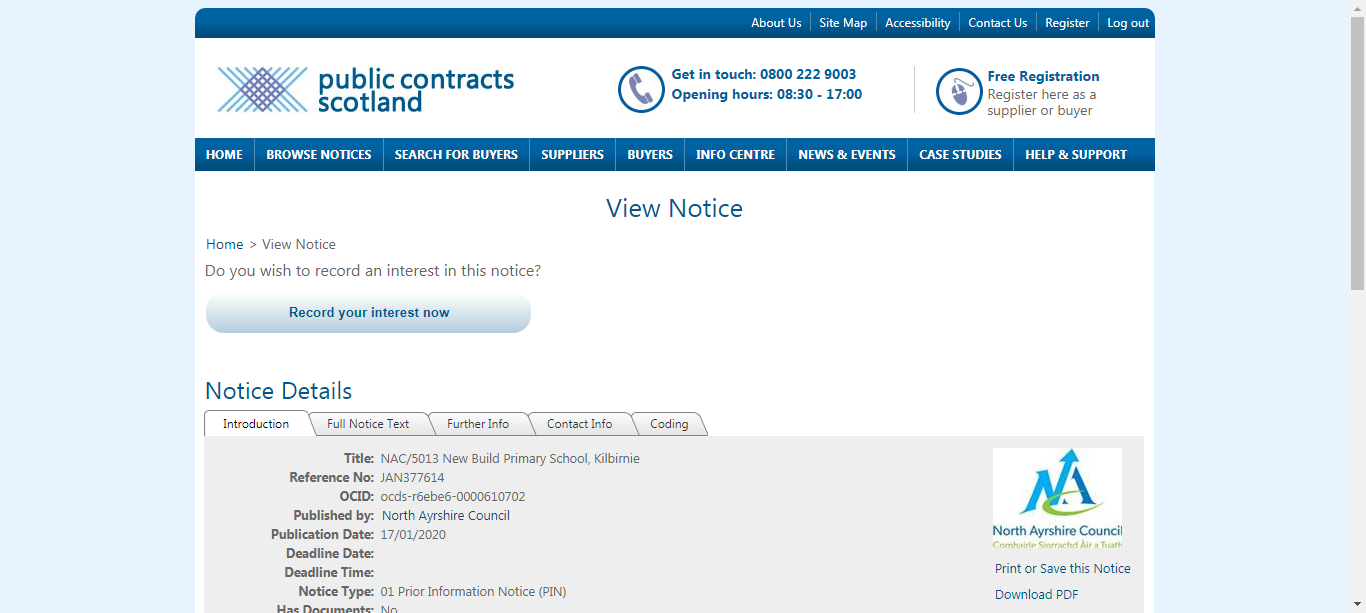 About Us Site Map Accessibility Contact Us Register Log out
public contracts
scotland
Get in touch: 0800 222 9003
Opening hours: 08:30 - 17:00
Free Registration
Register here as a
supplier or buyer
HOME BROWSE NOTICES SEARCH FOR BUYERS SUPPLIERS BUYERS INFO CENTRE NEWS & EVENTS CASE STUDIES HELP & SUPPORT
View Notice
Home > View Notice
Do you wish to record an interest in this notice?
Record your interest now
Notice Details
Introduction Full Notice Text Further Info Contact Info Coding
Title: NAC/5013 New Build Primary School, Kilbirnie
Reference No: JAN377614
OCID: ocds-r6ebe6-0000610702
Published by: North Ayrshire Council
Publication Date: 17/01/2020
Deadline Date:
Deadline Time:
Notice Type: 01 Prior Information Notice (PIN)
Has Documents: No
North Ayrshire Council
Comhairle Siorrachd Àir a Tuath
Print or Save this Notice
Download PDF